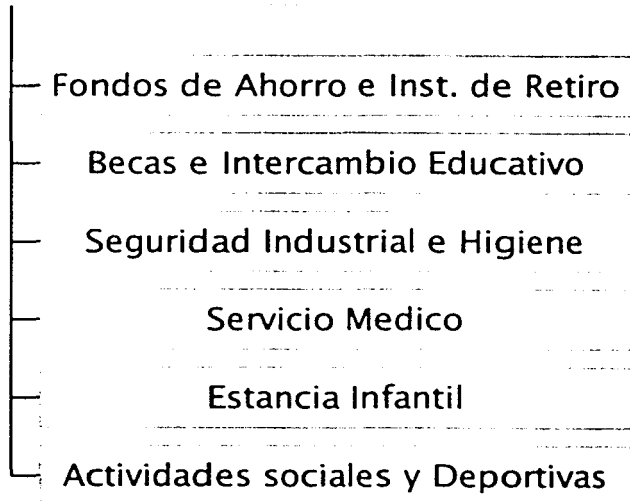 Fondos de Ahorro e Inst. de Retiro
Becas e Intercambio Educativo
Seguridad Industrial e Higiene
Servicio Medico
Estancia Infantil
Actividades sociales y Deportivas